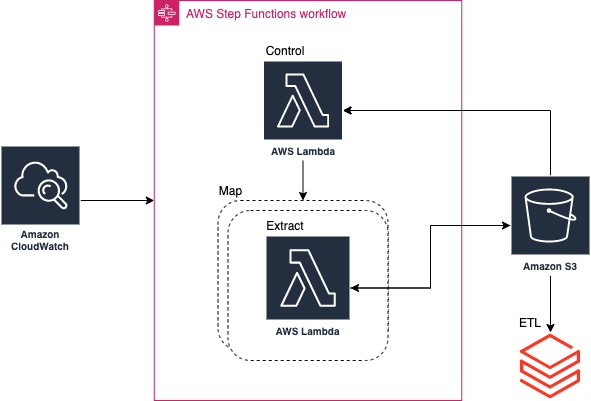 AWS Step Functions workflow
Control
AWS Lambda
Map
Extract
AWS Lambda
Amazon
CloudWatch
Amazon S3
ETL